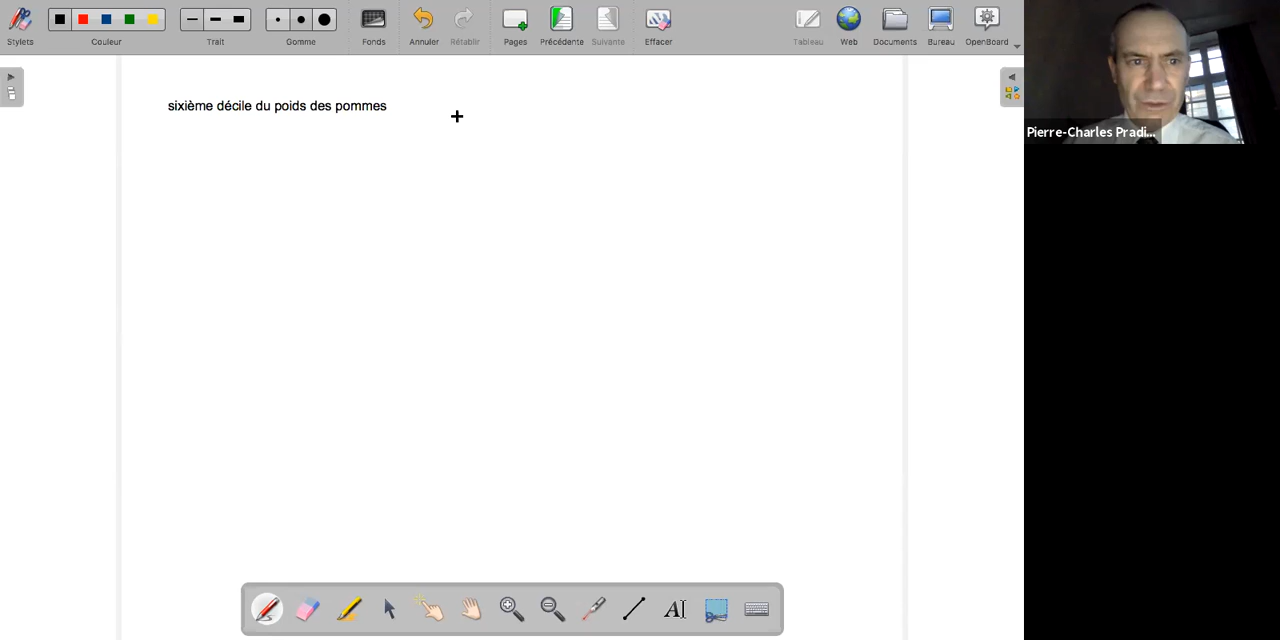 Stylets
Couleur
Trait
Gomme
Fonds
Annuler
Rétablir
Pages
Précédente
Suivante
Effacer
Tableau
Web
Documents
Bureau
OpenBoard
sixième décile du poids des pommes
Pierre-Charles Pradi...
AI